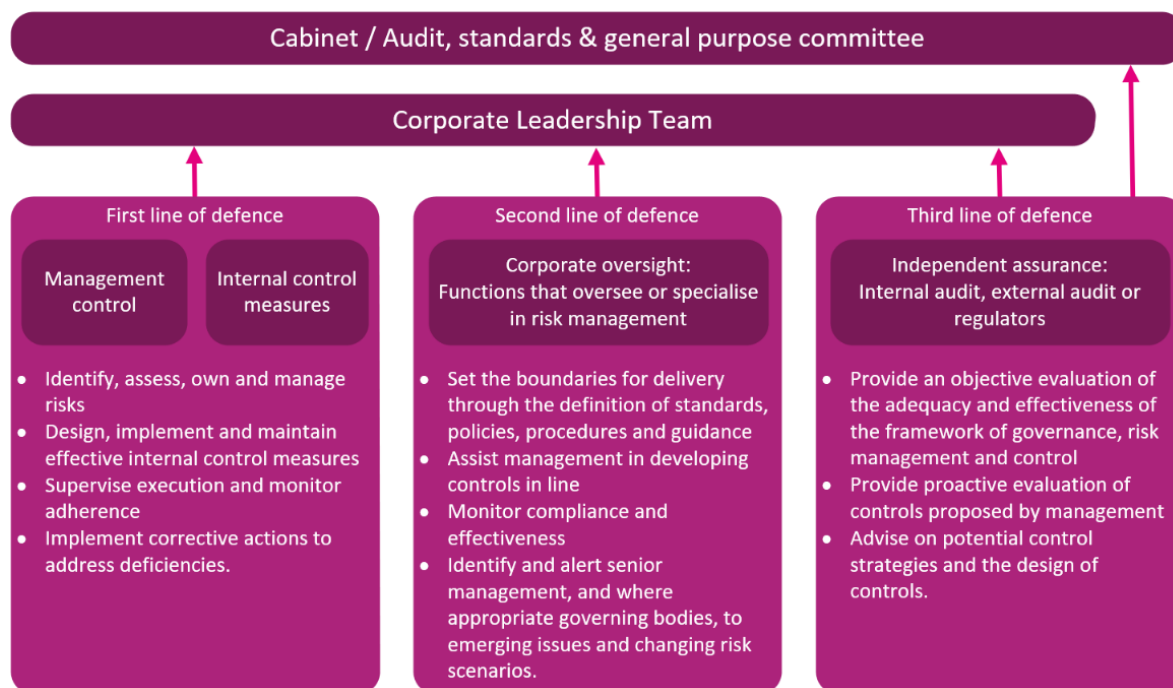 Cabinet / Audit, standards & general purpose committee
Corporate Leadership Team
First line of defence
Management
control
Internal control
measures
• Identify, assess, own and manage
risks
• Design, implement and maintain
effective internal control measures
• Supervise execution and monitor
adherence
• Implement corrective actions to
address deficiencies.
Second line of defence
Corporate oversight:
Functions that oversee or specialise
in risk management
• Set the boundaries for delivery
through the definition of standards,
policies, procedures and guidance
• Assist management in developing
controls in line
• Monitor compliance and
effectiveness
• Identify and alert senior
management, and where
appropriate governing bodies, to
emerging issues and changing risk
scenarios.
Third line of defence
Independent assurance:
Internal audit, external audit or
regulators
• Provide an objective evaluation of
the adequacy and effectiveness of
the framework of governance, risk
management and control
• Provide proactive evaluation of
controls proposed by management
• Advise on potential control
strategies and the design of
controls.